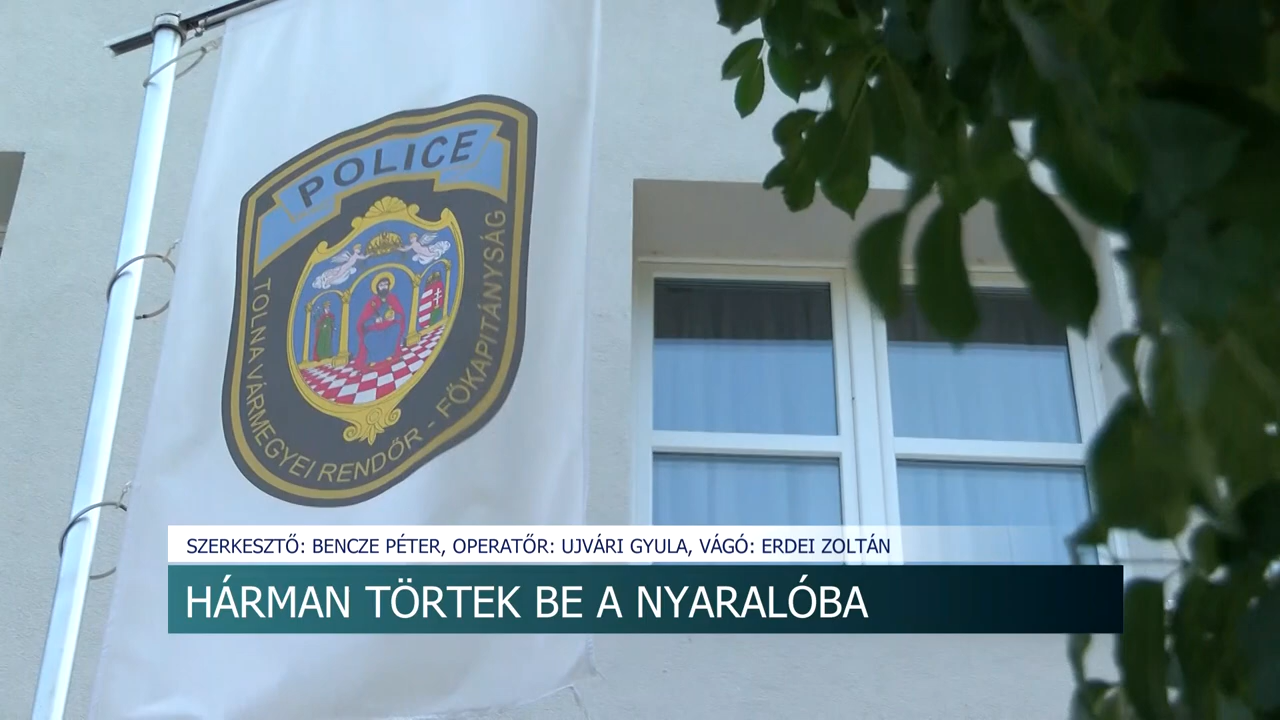 POLICE
TOLNA VÁRMEGYEI RENDŐR - FŐKAPITÁNYSÁG
SZERKESZTŐ: BENCZE PÉTER, OPERATŐR: UJVÁRI GYULA, VÁGÓ: ERDEI ZOLTÁN
HÁRMAN TÖRTEK BE A NYARALÓBA